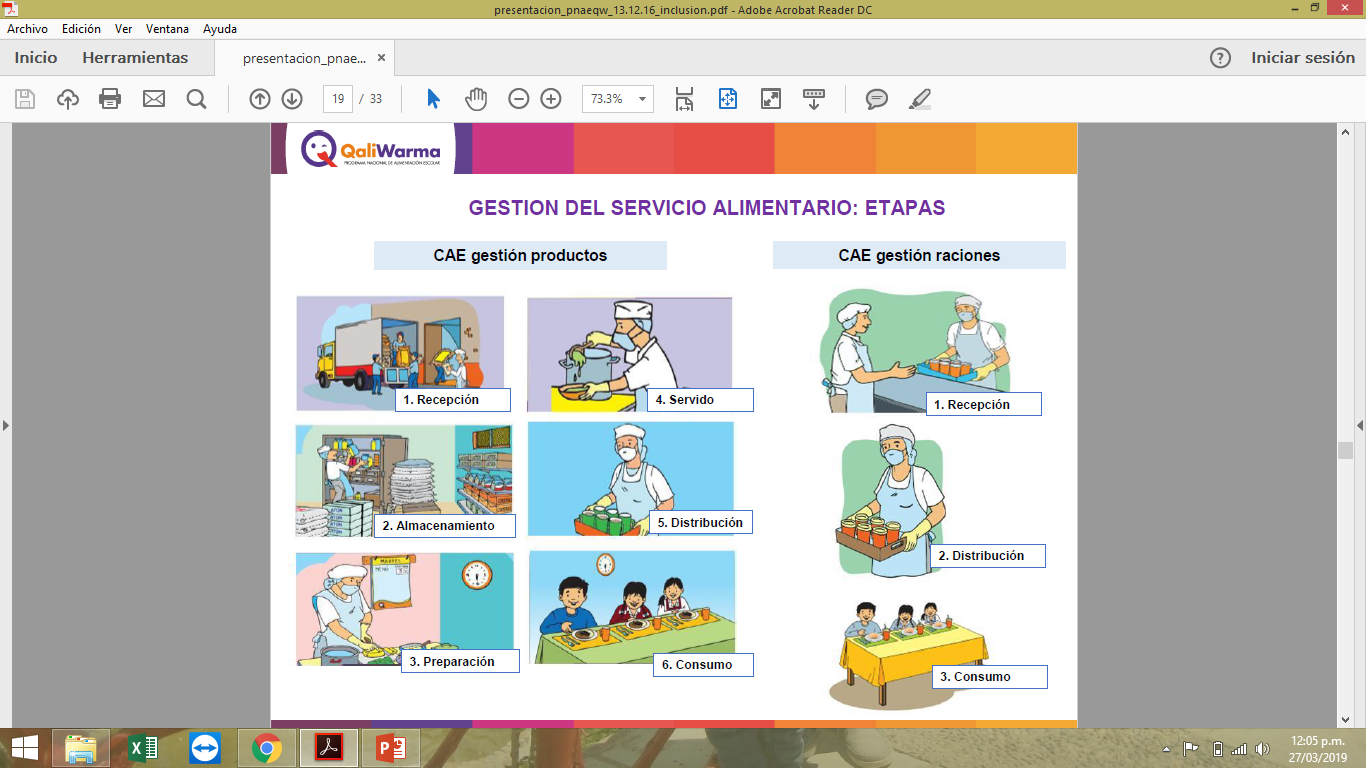 presentacion_pnaeqw_13.12.16_inclusion.pdf - Adobe Acrobat Reader DC
Archivo Edición Ver Ventana Ayuda
Inicio Herramientas presentacion_pnae... × Iniciar sesión
19 / 33 73.3%
QaliWarma
PROGRAMA NACIONAL DE ALIMENTACIÓN ESCOLAR
GESTION DEL SERVICIO ALIMENTARIO: ETAPAS
CAE gestión productos
1. Recepción
2. Almacenamiento
MARTES
3. Preparación
4. Servido
5. Distribución
6. Consumo
CAE gestión raciones
1. Recepción
2. Distribución
3. Consumo
12:05 p.m.
27/03/2019